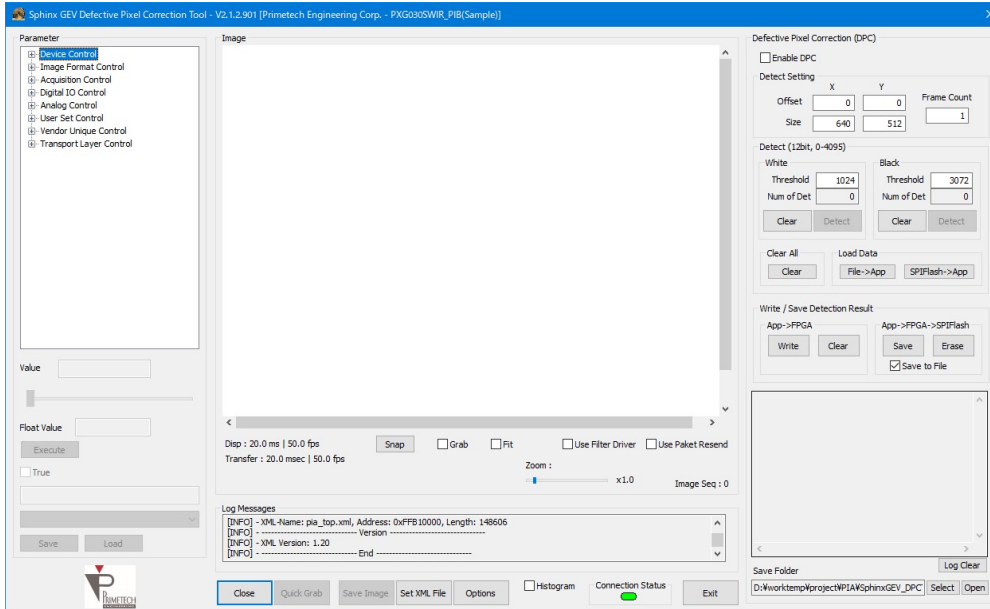 Sphinx GEV Defective Pixel Correction Tool - V2.1.2.901 [Primetech Engineering Corp. - PXG030SWIR_PIB(Sample)]
Parameter
Device Control
Image Format Control
Acquisition Control
Digital IO Control
Analog Control
User Set Control
Vendor Unique Control
Transport Layer Control
Value
Float Value
Execute
True
Save Load
PRIMETECH
Image
Disp : 20.0 ms | 50.0 fps
Snap Grab Fit Use Filter Driver Use Paket Resend
Transfer : 20.0 msec | 50.0 fps
Zoom :
x1.0
Image Seq : 0
Log Messages
[INFO] - XML-Name: pia_top.xml, Address: 0xFFB10000, Length: 148606
[INFO] - -------------------------------- Version --------------------------------
[INFO] - XML Version: 1.20
[INFO] - -------------------------------- End --------------------------------
Close Quick Grab Save Image Set XML File Options Histogram Connection Status Exit
Defective Pixel Correction (DPC)
Enable DPC
Detect Setting
X Y
Offset 0 0 Frame Count
1
Size 640 512
Detect (12bit, 0-4095)
White Black
Threshold 1024 Threshold 3072
Num of Det 0 Num of Det 0
Clear Detect Clear Detect
Clear All Load Data
Clear File->App SPIFlash->App
Write / Save Detection Result
App->FPGA App->FPGA->SPIFlash
Write Clear Save Erase
Save to File
Save Folder Log Clear
D:¥worktemp¥project¥PIA¥SphinxGEV_DPC Select Open